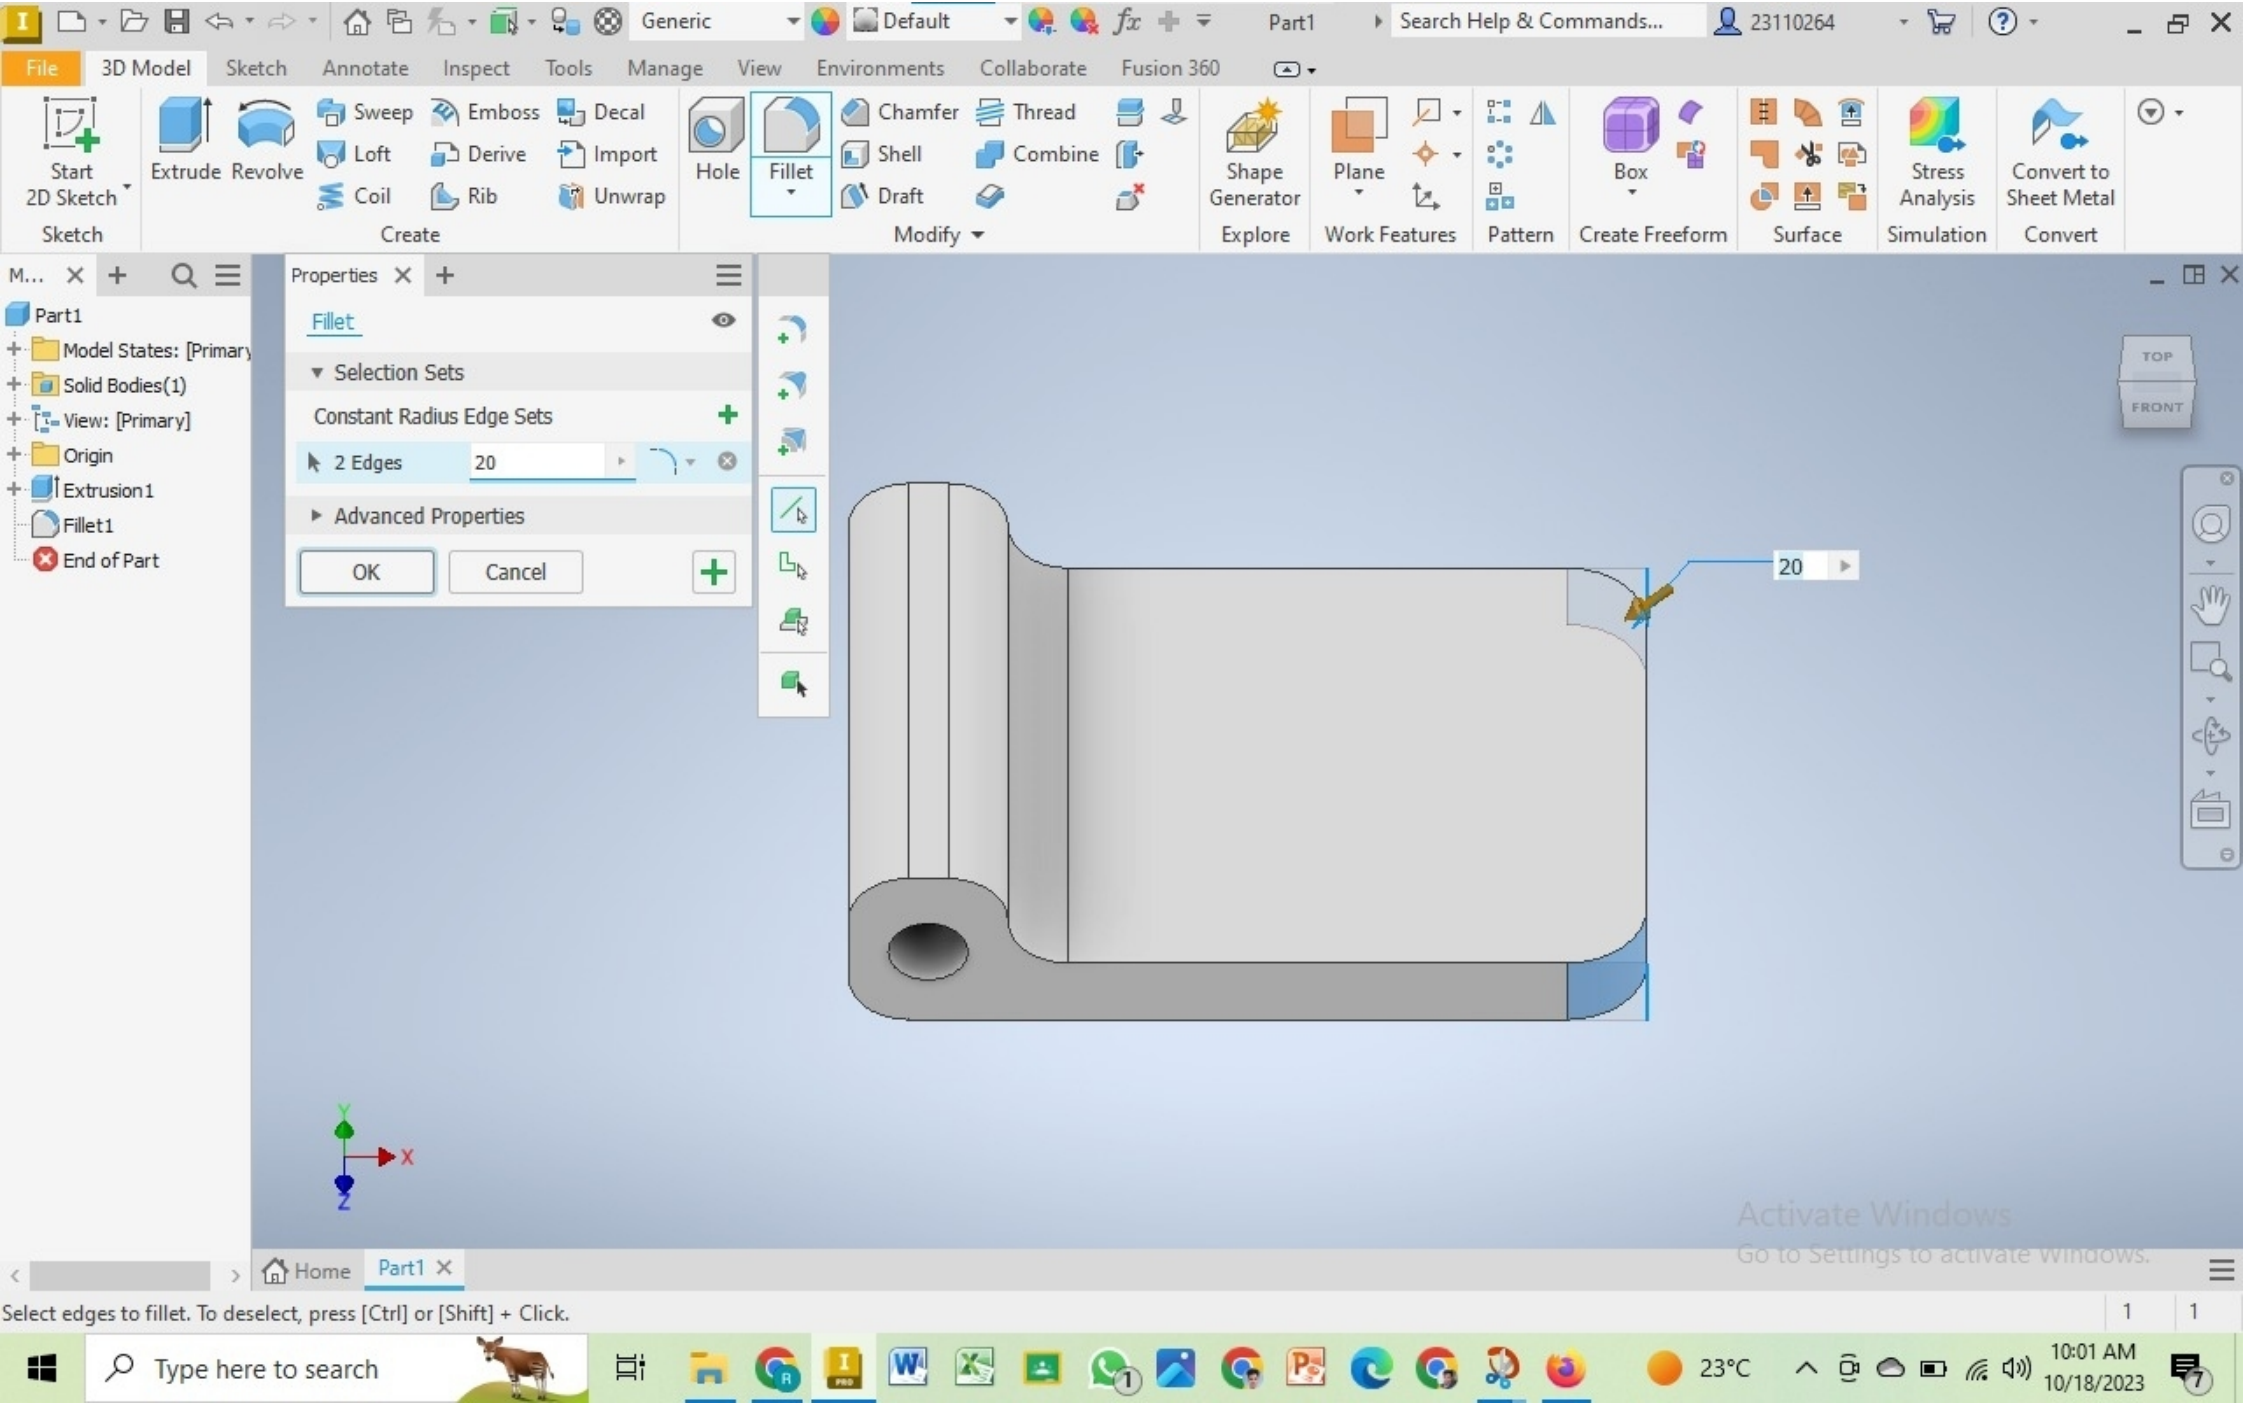 Generic
Default
fx
Part1
Search Help & Commands...
23110264
File
3D Model
Sketch
Annotate
Inspect
Tools
Manage
View
Environments
Collaborate
Fusion 360
Start
2D Sketch
Sketch
Extrude
Revolve
Sweep
Loft
Coil
Emboss
Derive
Rib
Decal
Import
Unwrap
Create
Hole
Fillet
Chamfer
Shell
Draft
Thread
Combine
Modify
Shape
Generator
Explore
Plane
Work Features
Pattern
Box
Create Freeform
Surface
Stress
Analysis
Simulation
Convert to
Sheet Metal
Convert
M...
Part1
Model States: [Primary
Solid Bodies(1)
View: [Primary]
Origin
Extrusion1
Fillet1
End of Part
Properties
Fillet
Selection Sets
Constant Radius Edge Sets
2 Edges 20
Advanced Properties
OK
Cancel
TOP
FRONT
20
Y
X
Z
Activate Windows
Go to Settings to activate Windows.
Home
Part1
Select edges to fillet. To deselect, press [Ctrl] or [Shift] + Click.
1 1
Type here to search
1
23°C
10:01 AM
10/18/2023
7